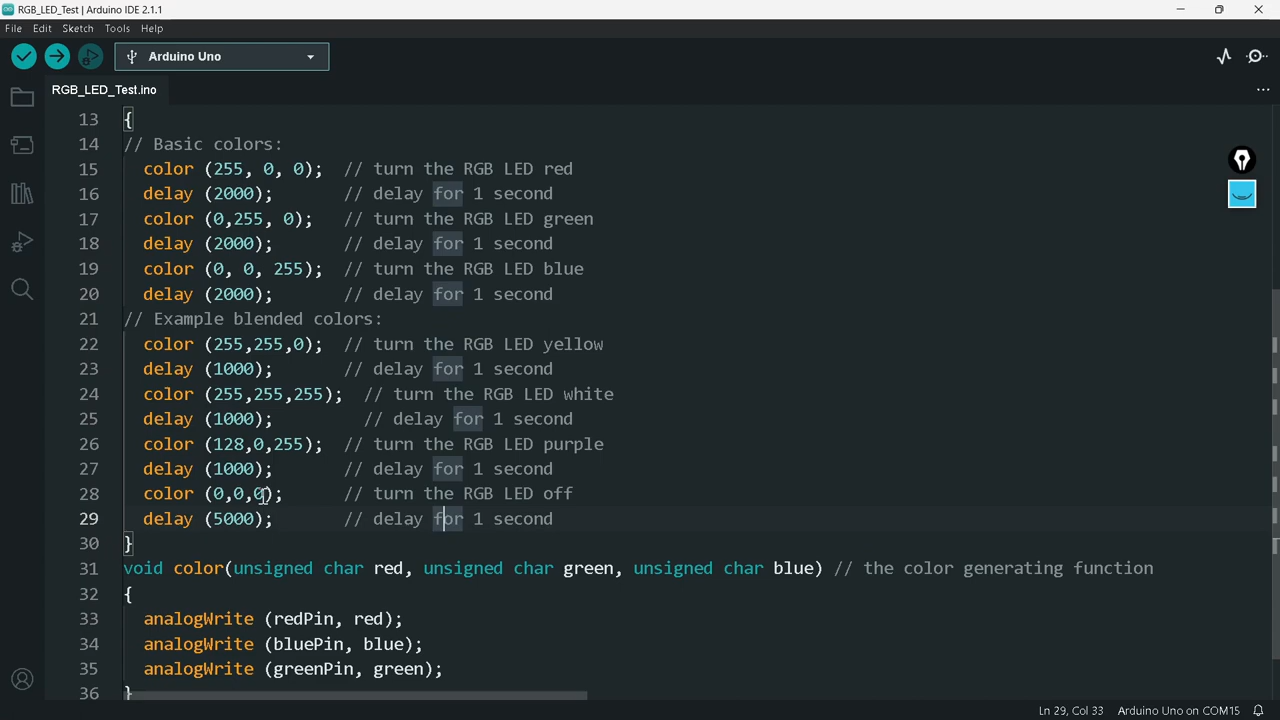 RGB_LED_Test | Arduino IDE 2.1.1
File Edit Sketch Tools Help
Arduino Uno
RGB_LED_Test.ino
13 {
14 // Basic colors:
15 color (255, 0, 0); // turn the RGB LED red
16 delay (2000); // delay for 1 second
17 color (0,255, 0); // turn the RGB LED green
18 delay (2000); // delay for 1 second
19 color (0, 0, 255); // turn the RGB LED blue
20 delay (2000); // delay for 1 second
21 // Example blended colors:
22 color (255,255,0); // turn the RGB LED yellow
23 delay (1000); // delay for 1 second
24 color (255,255,255); // turn the RGB LED white
25 delay (1000); // delay for 1 second
26 color (128,0,255); // turn the RGB LED purple
27 delay (1000); // delay for 1 second
28 color (0,0,0); // turn the RGB LED off
29 delay (5000); // delay for 1 second
30 }
31 void color(unsigned char red, unsigned char green, unsigned char blue) // the color generating function
32 {
33 analogWrite (redPin, red);
34 analogWrite (bluePin, blue);
35 analogWrite (greenPin, green);
36 }
Ln 29, Col 33 Arduino Uno on COM15